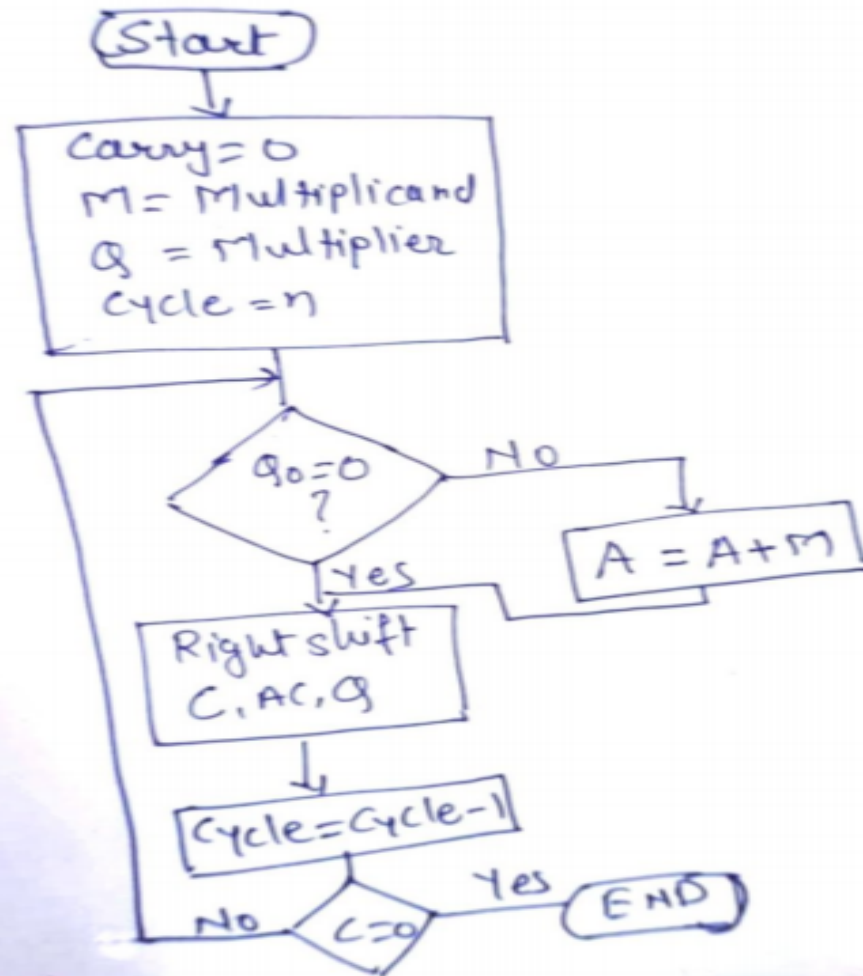 Start
Carry = 0
M = Multiplicand
Q = Multiplier
Cycle = n
Q0 = 0
?
No
A = A + M
Yes
Right shift
C, AC, Q
Cycle = Cycle - 1
C = 0
No
Yes
END